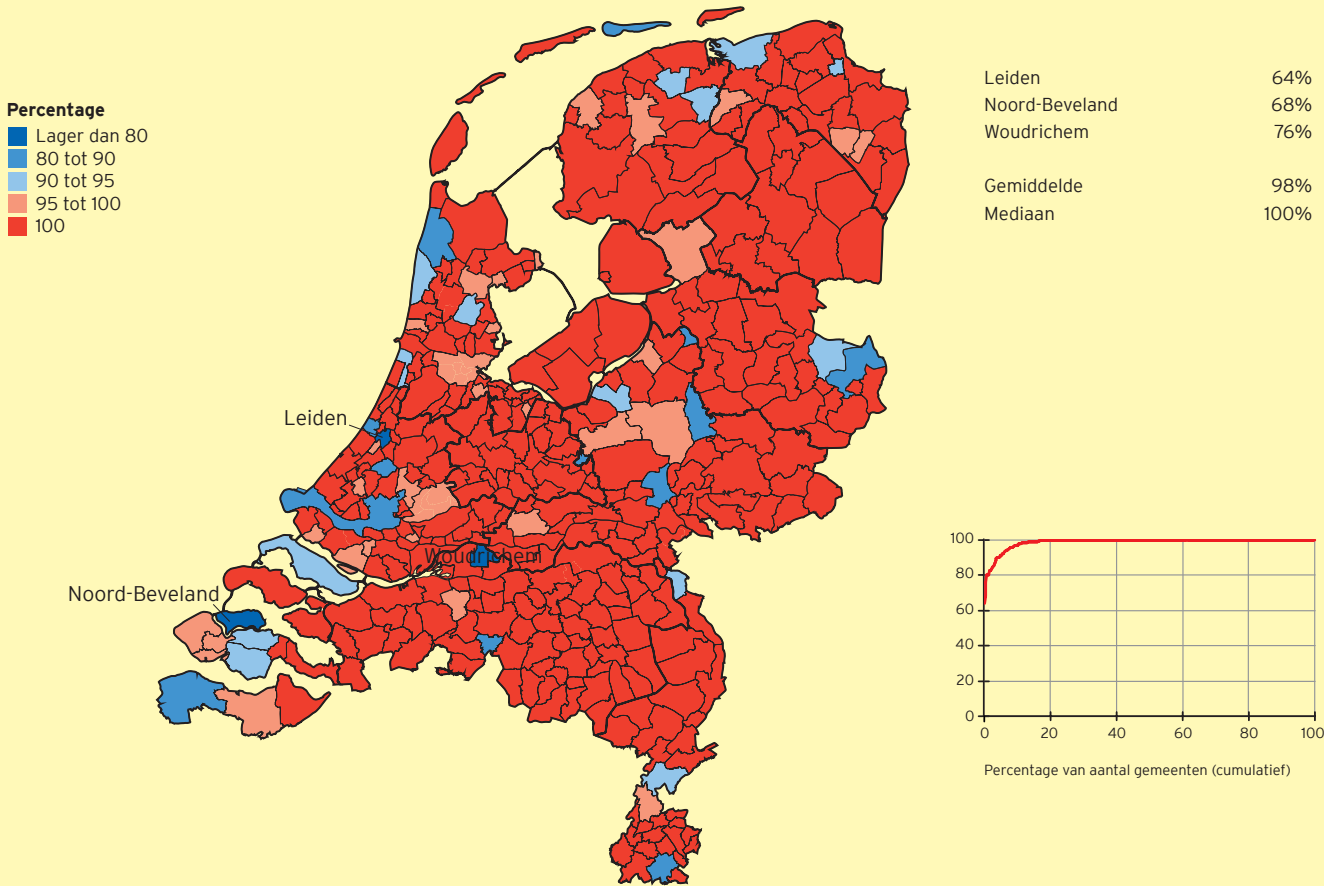 Percentage
Lager dan 80
80 tot 90
90 tot 95
95 tot 100
100
Leiden
Woudrichem
Noord-Beveland
Leiden 64%
Noord-Beveland 68%
Woudrichem 76%
Gemiddelde 98%
Mediaan 100%
100
80
60
40
20
0
0 20 40 60 80 100
Percentage van aantal gemeenten (cumulatief)